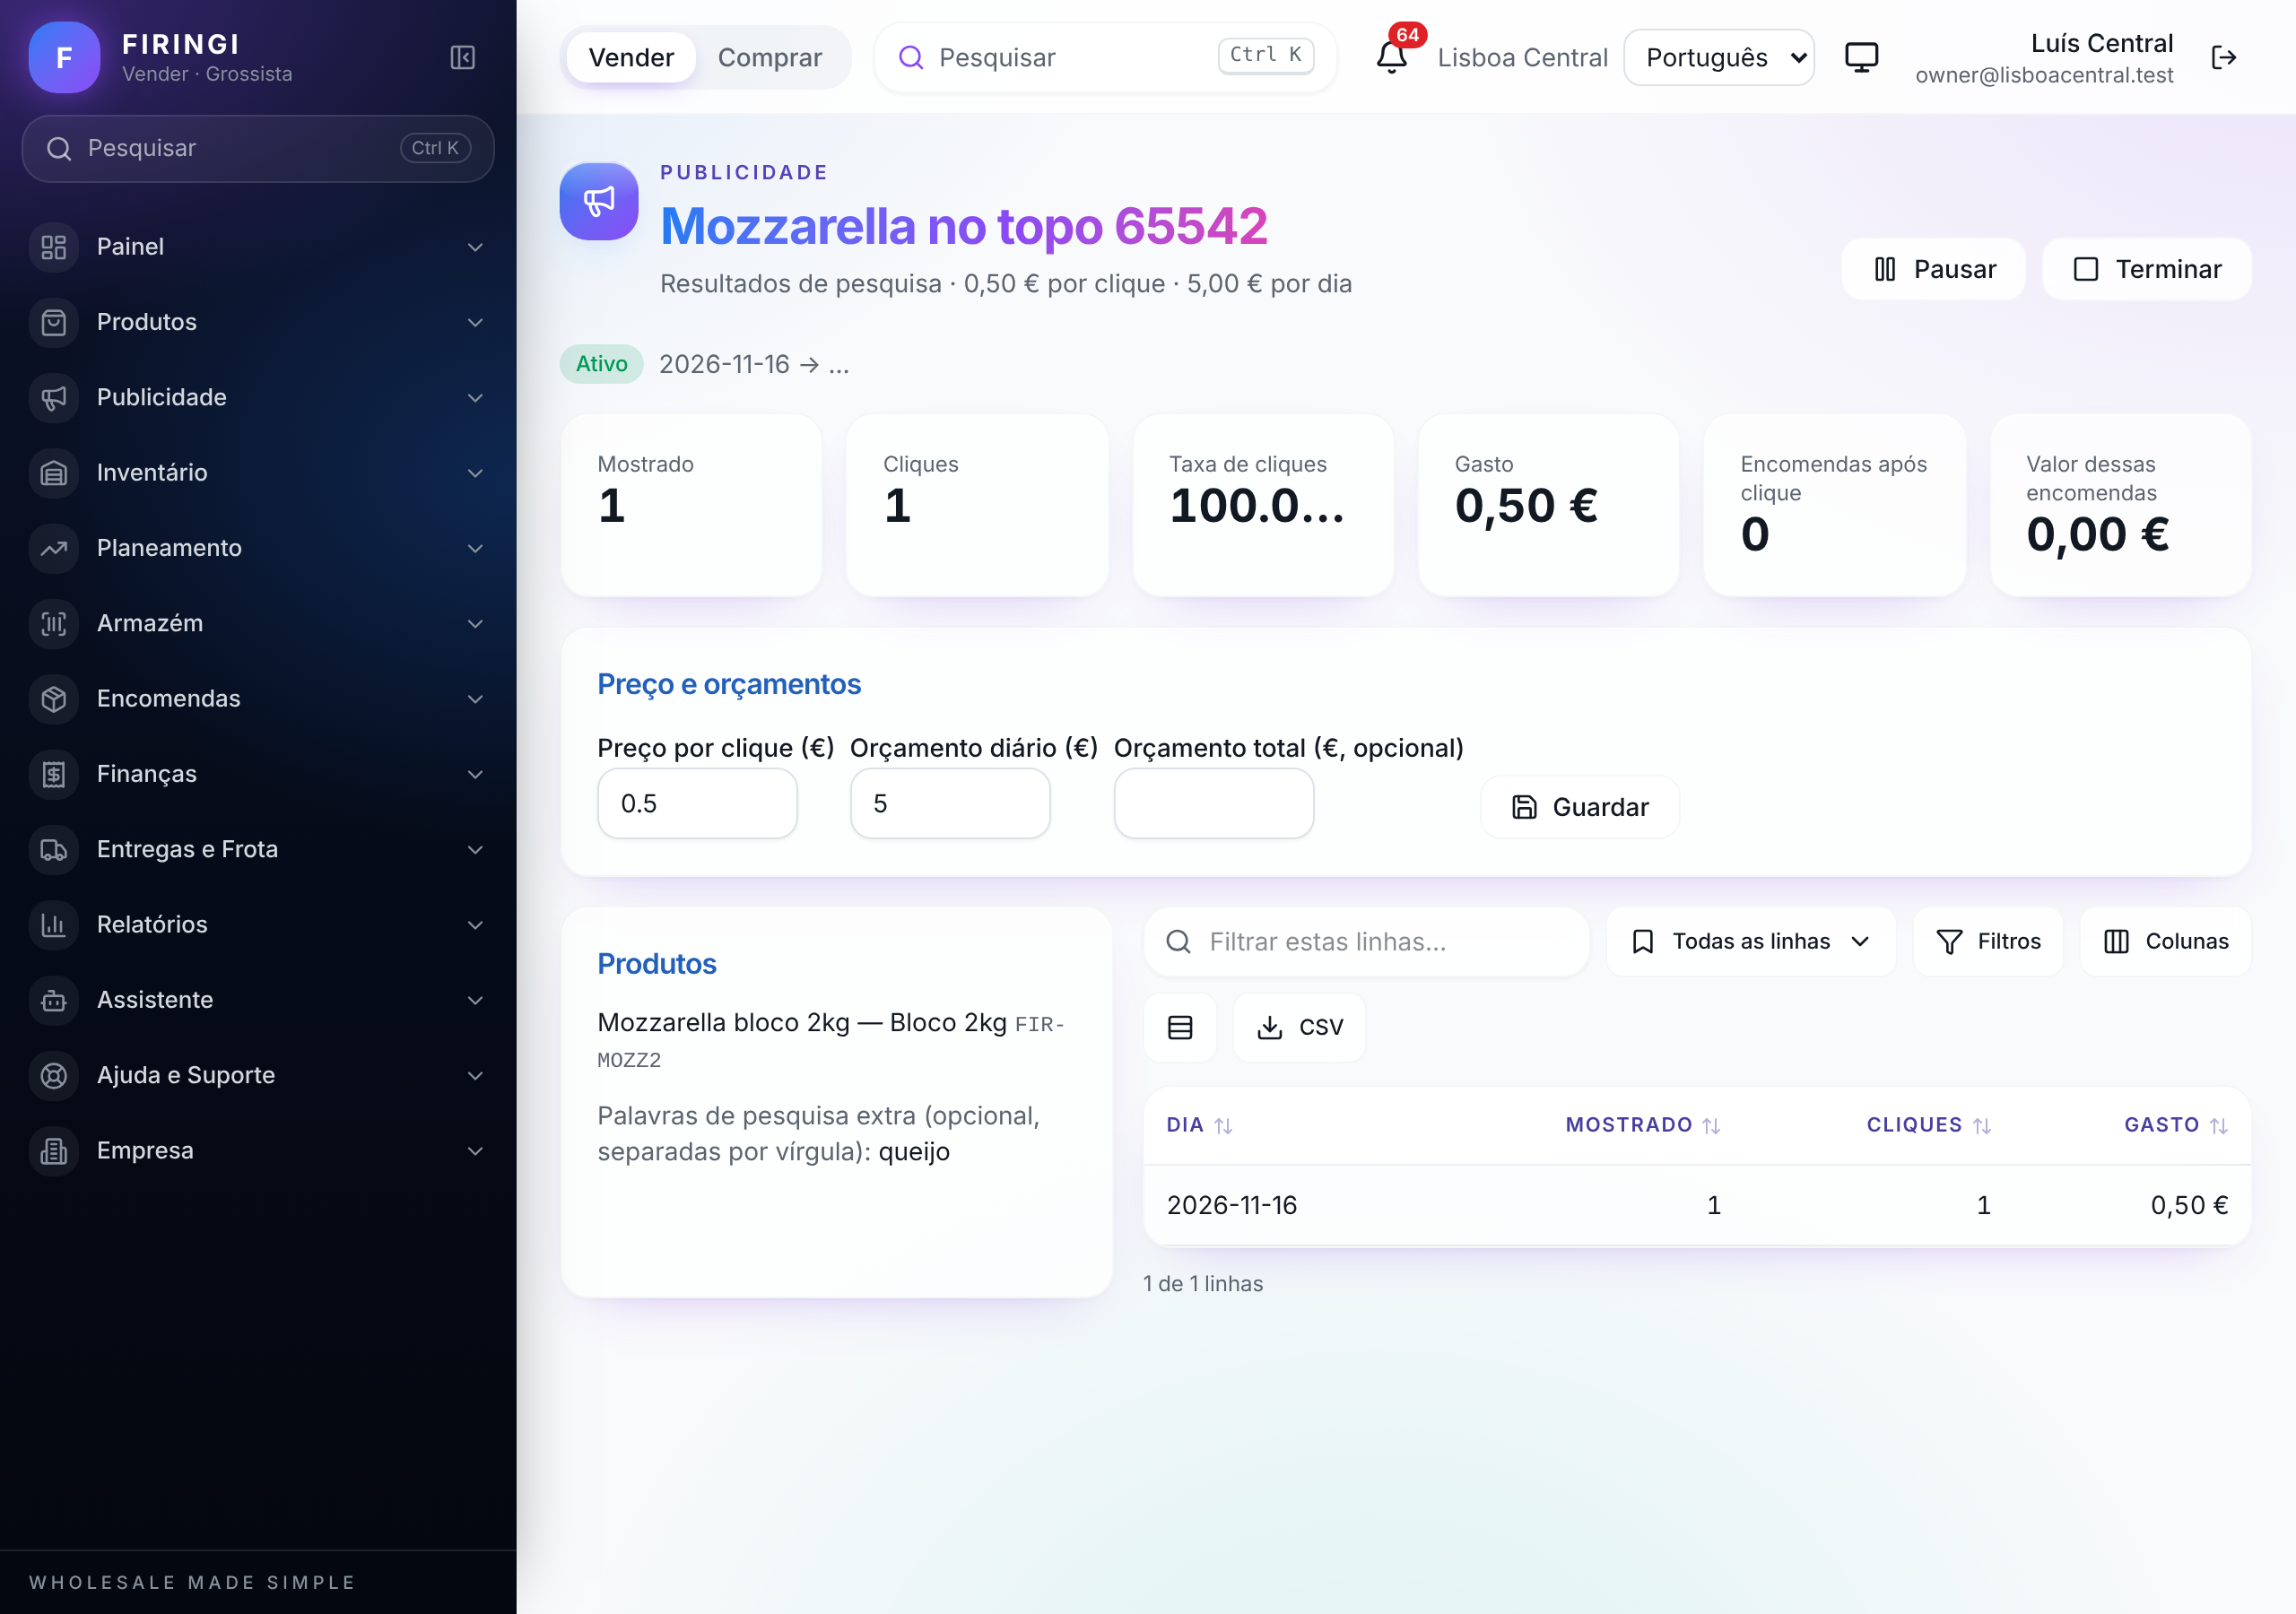 F
FIRINGI
Vender · Grossista
Pesquisar
Ctrl K
Painel
Produtos
Publicidade
Inventário
Planeamento
Armazém
Encomendas
Finanças
Entregas e Frota
Relatórios
Assistente
Ajuda e Suporte
Empresa
WHOLESALE MADE SIMPLE
Vender
Comprar
Pesquisar
Ctrl K
64
Lisboa Central
Português
Luís Central
owner@lisboacentral.test
PUBLICIDADE
Mozzarella no topo 65542
Resultados de pesquisa · 0,50 € por clique · 5,00 € por dia
Pausar
Terminar
Ativo
2026-11-16 → ...
Mostrado
1
Cliques
1
Taxa de cliques
100.0...
Gasto
0,50 €
Encomendas após
clique
0
Valor dessas
encomendas
0,00 €
Preço e orçamentos
Preço por clique (€)
Orçamento diário (€)
Orçamento total (€, opcional)
0.5
5
Guardar
Produtos
Mozzarella bloco 2kg — Bloco 2kg FIR-
MOZZ2
Palavras de pesquisa extra (opcional,
separadas por vírgula): queijo
Filtrar estas linhas...
Todas as linhas
Filtros
Colunas
CSV
DIA
MOSTRADO
CLIQUES
GASTO
2026-11-16
1
1
0,50 €
1 de 1 linhas